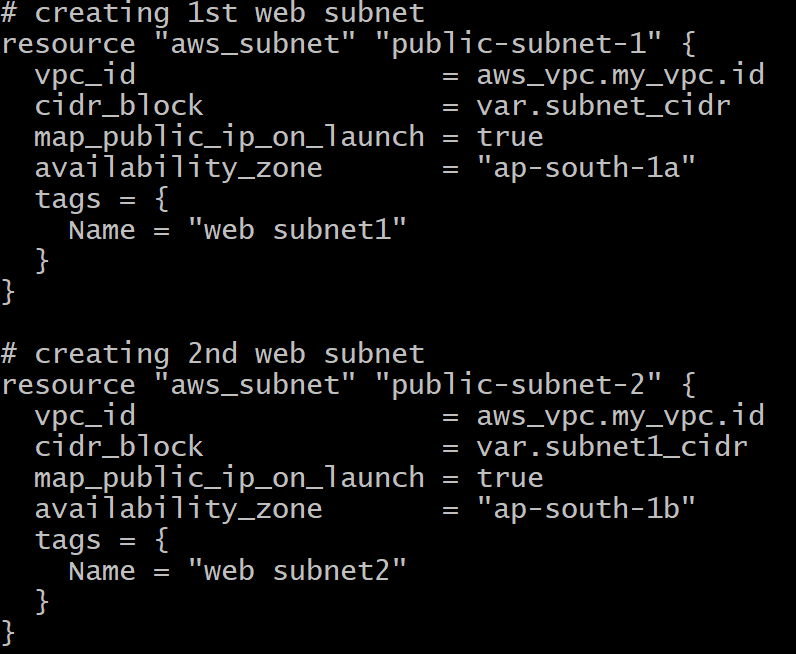 # creating 1st web subnet
resource "aws_subnet" "public-subnet-1" {
  vpc_id                  = aws_vpc.my_vpc.id
  cidr_block              = var.subnet_cidr
  map_public_ip_on_launch = true
  availability_zone       = "ap-south-1a"
  tags = {
    Name = "web subnet1"
  }
}

# creating 2nd web subnet
resource "aws_subnet" "public-subnet-2" {
  vpc_id                  = aws_vpc.my_vpc.id
  cidr_block              = var.subnet1_cidr
  map_public_ip_on_launch = true
  availability_zone       = "ap-south-1b"
  tags = {
    Name = "web subnet2"
  }
}